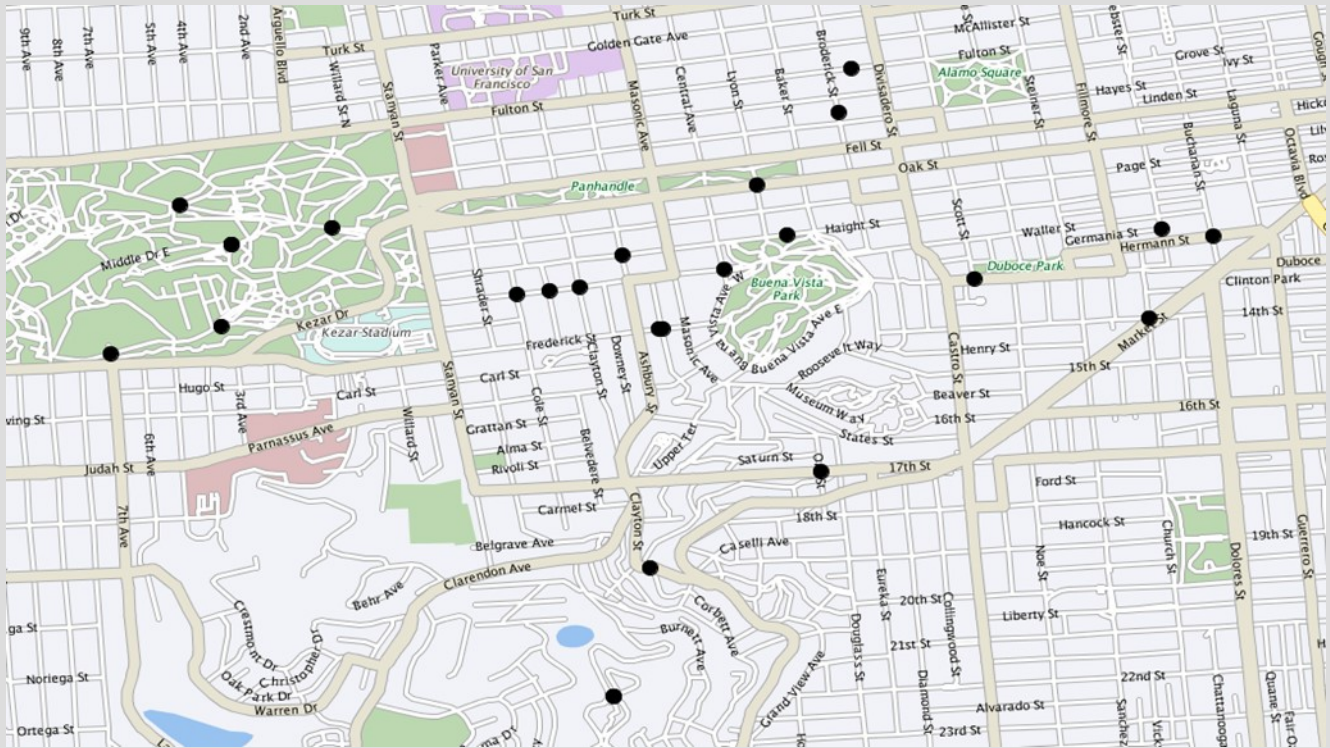 Turk St
McAllister St
Golden Gate Ave
9th Ave
8th Ave
7th Ave
5th Ave
4th Ave
2nd Ave
Arguello Blvd
Turk St
Willard St N
Stanyan St
Parker Ave
University of San
Francisco
Fulton St
Masonic Ave
Central Ave
Lyon St
Baker St
Broderick St
Divisadero St
Fulton St
Alamo Square
Steiner St
Fillmore St
Grove St
Ivy St
Hayes St
Linden St
Laguna St
Buchanan St
Octavia Blvd
Fell St
Oak St
Page St
Panhandle
Scott St
Haight St
Waller St
Germania St
Hermann St
Middle Dr E
Duboce Park
Duboce
Clinton Park
Buena Vista
Park
Shrader St
Kezar Dr
Kezar Stadium
14th St
Market St
Frederick
Clayton St
Downey St
Ashbury St
Masonic Ave
Buena Vista Ave E
Roosevelt Way
Castro St
Henry St
15th St
Hugo St
Carl St
Carl St
Stanyan St
Cole St
Museum Way
Beaver St
16th St
16th St
3rd Ave
Willard St
Grattan St
Parnassus Ave
Alma St
Rivoli St
Belvedere St
Upper Ter
States St
Saturn St
17th St
6th Ave
Judah St
Ford St
7th Ave
Carmel St
Clayton St
18th St
Hancock St
Church St
19th St
Guerrero St
Dolores St
Belgrave Ave
Caselli Ave
Noe St
Clarendon Ave
Behr Ave
Eureka St
20th St
Collingwood St
Liberty St
Crestmont Dr
Christopher Dr
Corbett Ave
Burnett Ave
Douglass St
21st St
Noriega St
Oak Park Dr
Warren Dr
Grand View Ave
Diamond St
22nd St
Alvarado St
23rd St
Ortega St